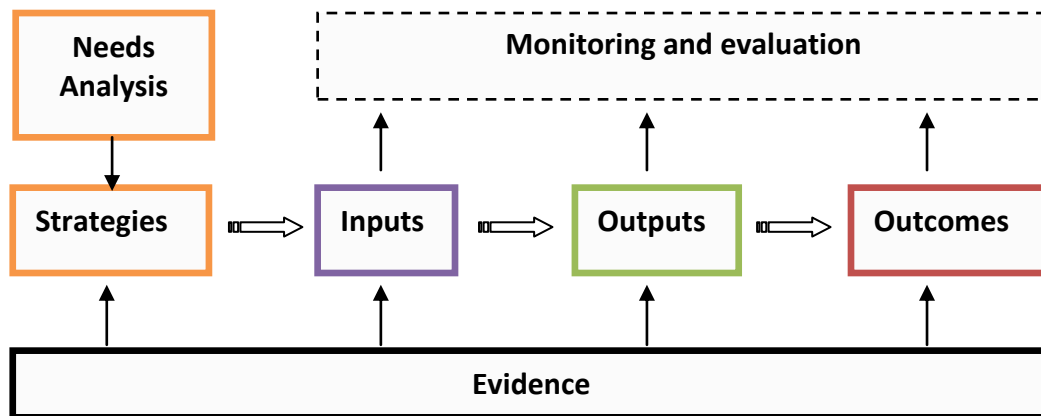 Needs
Analysis
Monitoring and evaluation
Strategies
Inputs
Outputs
Outcomes
Evidence